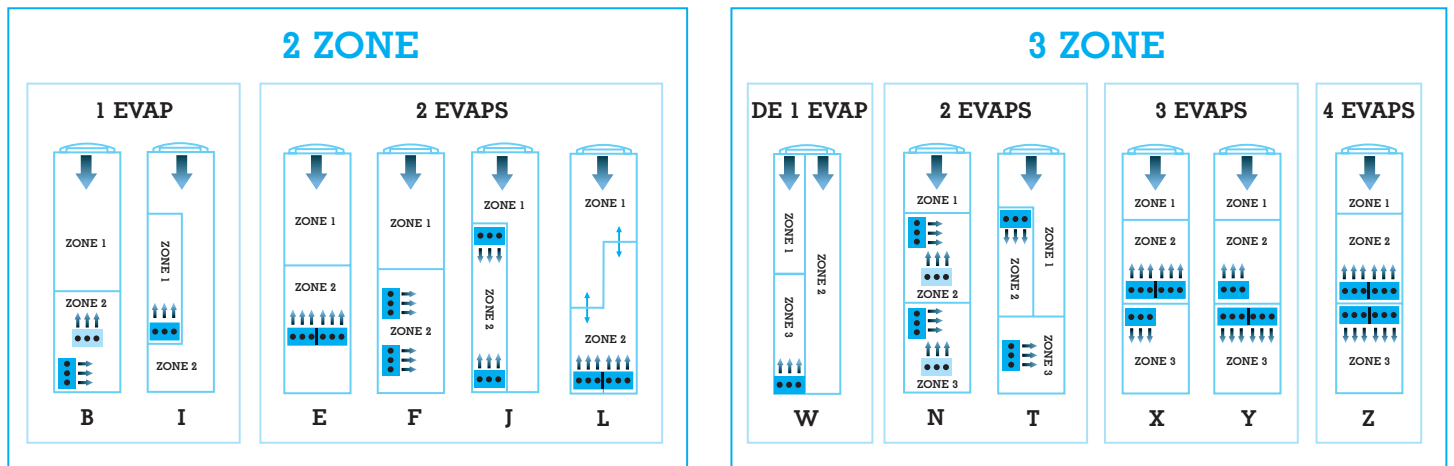 2 ZONE
1 EVAP
ZONE 1
ZONE 2
B
ZONE 1
ZONE 2
I
2 EVAPS
ZONE 1
ZONE 2
E
ZONE 1
ZONE 2
F
ZONE 1
ZONE 2
J
ZONE 1
ZONE 2
L
3 ZONE
DE 1 EVAP
ZONE 1
ZONE 2
ZONE 3
W
2 EVAPS
ZONE 1
ZONE 2
ZONE 3
N
ZONE 1
ZONE 2
ZONE 3
T
3 EVAPS
ZONE 1
ZONE 2
ZONE 3
X
ZONE 1
ZONE 2
ZONE 3
Y
4 EVAPS
ZONE 1
ZONE 2
ZONE 3
Z